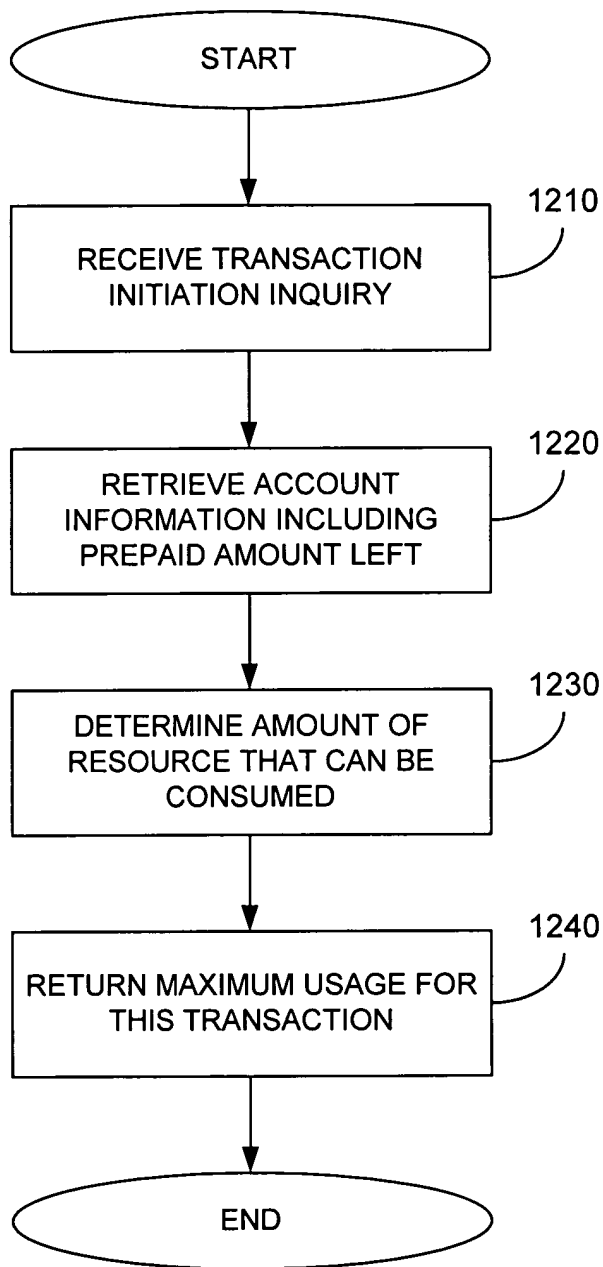 START
1210
RECEIVE TRANSACTION
INITIATION INQUIRY
1220
RETRIEVE ACCOUNT
INFORMATION INCLUDING
PREPAID AMOUNT LEFT
1230
DETERMINE AMOUNT OF
RESOURCE THAT CAN BE
CONSUMED
1240
RETURN MAXIMUM USAGE FOR
THIS TRANSACTION
END